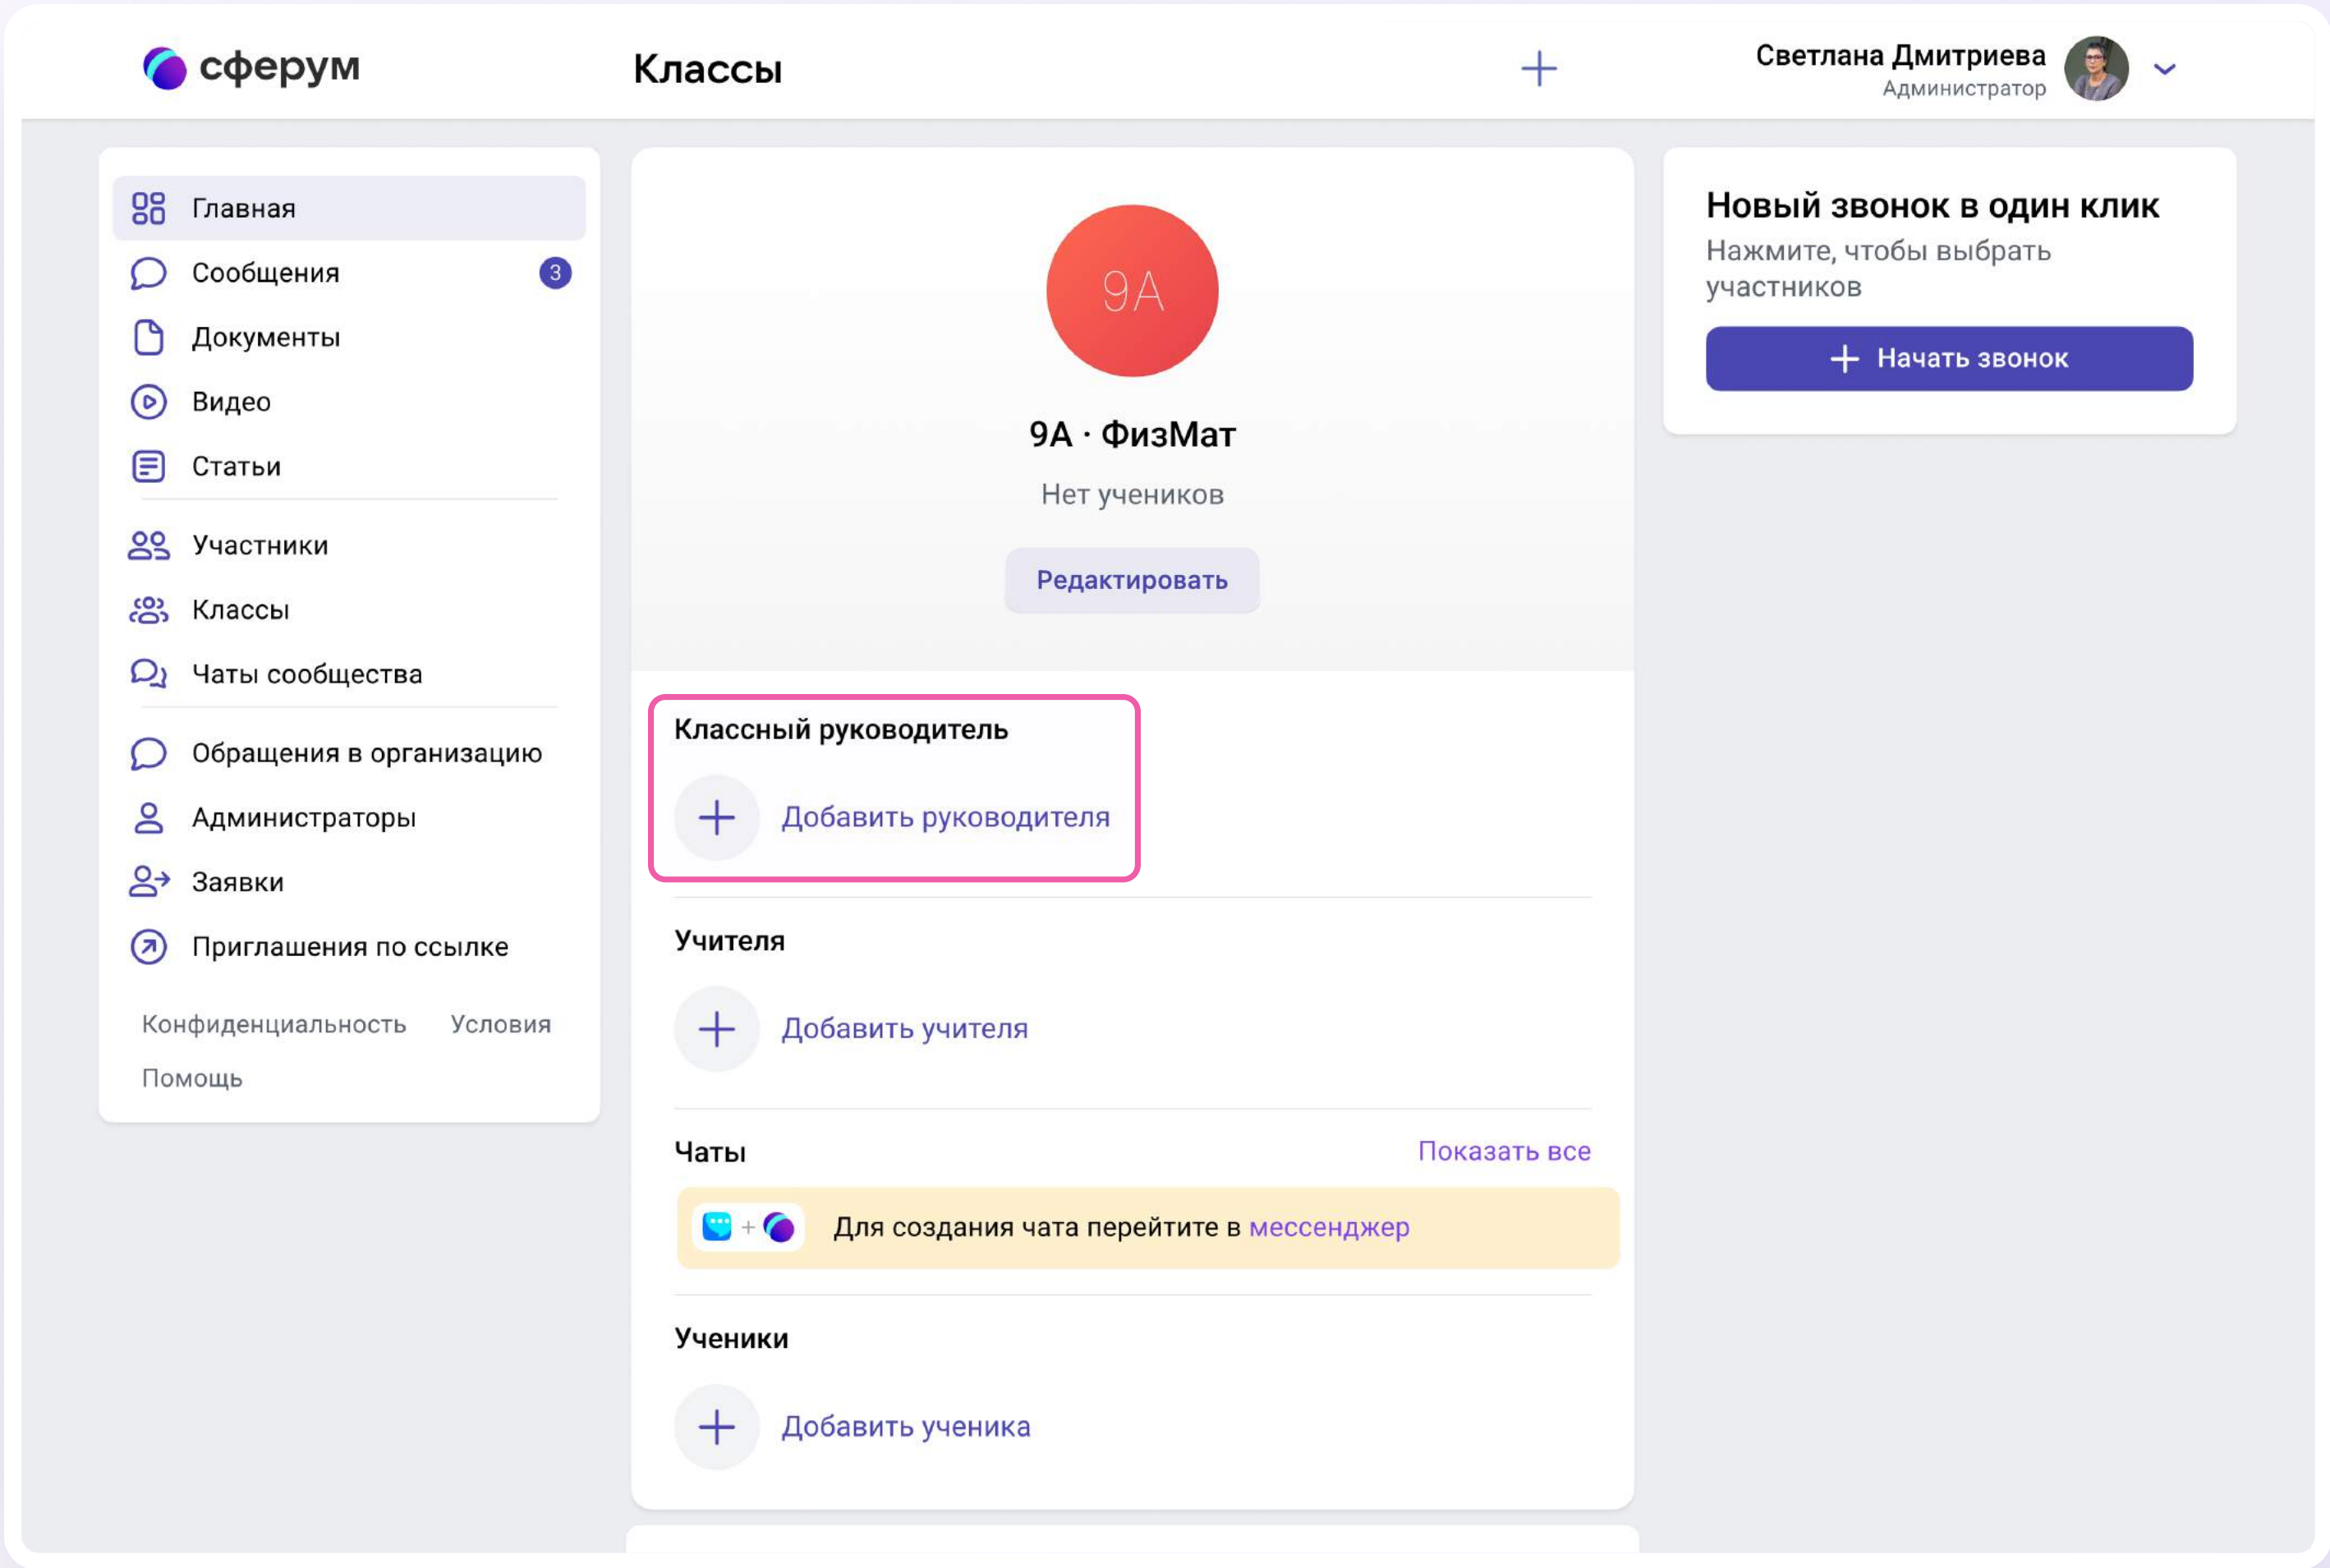 сферум
Классы
Светлана Дмитриева
Администратор
Главная
Сообщения
3
Документы
Видео
Статьи
Участники
Классы
Чаты сообщества
Обращения в организацию
Администраторы
Заявки
Приглашения по ссылке
Конфиденциальность Условия
Помощь
9А
9А · ФизМат
Нет учеников
Редактировать
Классный руководитель
Добавить руководителя
Учителя
Добавить учителя
Чаты Показать все
Для создания чата перейтите в мессенджер
Ученики
Добавить ученика
Новый звонок в один клик
Нажмите, чтобы выбрать
участников
Начать звонок